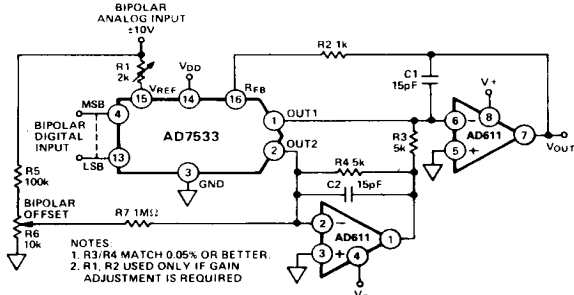 BIPOLAR
ANALOG INPUT
±10V
R1
2k
VDD
VREF
RFB
R2 1k
C1
15pF
15
14
16
MSB
4
BIPOLAR
DIGITAL
INPUT
LSB
13
AD7533
1
OUT1
2
OUT2
3
GND
R3
5k
R4 5k
C2
15pF
V+
6
−
8
AD611
7
5
+
VOUT
R5
100k
BIPOLAR
OFFSET
R6
10k
R7 1MΩ
2
−
AD611
1
3
+
4
NOTES:
1. R3/R4 MATCH 0.05% OR BETTER.
2. R1, R2 USED ONLY IF GAIN
ADJUSTMENT IS REQUIRED